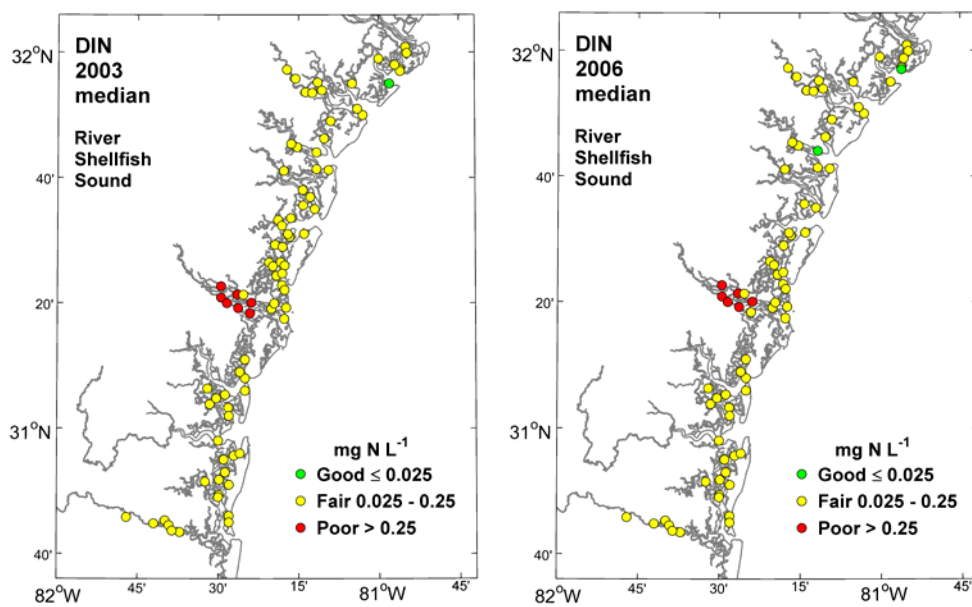 DIN
2003
median
River
Shellfish
Sound
32°N
40'
20'
31°N
40'
mg N L⁻¹
Good ≤ 0.025
Fair 0.025 - 0.25
Poor > 0.25
82°W 45' 30' 15' 81°W 45'
DIN
2006
median
River
Shellfish
Sound
32°N
40'
20'
31°N
40'
mg N L⁻¹
Good ≤ 0.025
Fair 0.025 - 0.25
Poor > 0.25
82°W 45' 30' 15' 81°W 45'